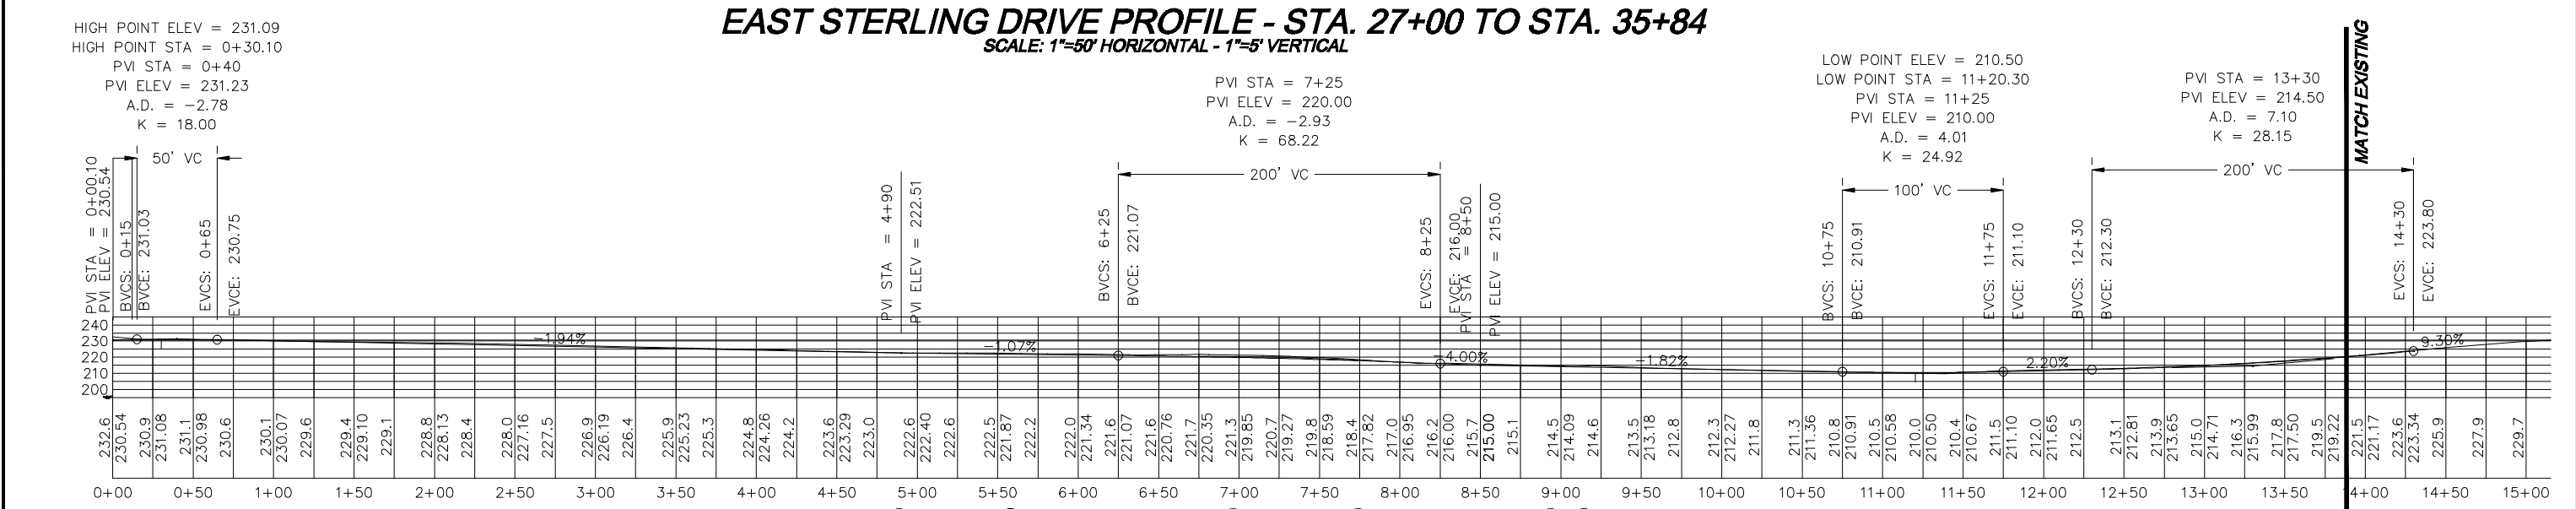 EAST STERLING DRIVE PROFILE - STA. 27+00 TO STA. 35+84
SCALE: 1"=50' HORIZONTAL - 1"=5' VERTICAL
HIGH POINT ELEV = 231.09
HIGH POINT STA = 0+30.10
PVI STA = 0+40
PVI ELEV = 231.23
A.D. = -2.78
K = 18.00
50' VC
PVI STA = 7+25
PVI ELEV = 220.00
A.D. = -2.93
K = 68.22
200' VC
LOW POINT ELEV = 210.50
LOW POINT STA = 11+20.30
PVI STA = 11+25
PVI ELEV = 210.00
A.D. = 4.01
K = 24.92
100' VC
PVI STA = 13+30
PVI ELEV = 214.50
A.D. = 7.10
K = 28.15
200' VC
MATCH EXISTING
PVI STA = 0+00.10
PVI ELEV = 230.54
BVCS: 0+15
BVCE: 231.03
EVCS: 0+65
EVCE: 230.75
PVI STA = 4+90
PVI ELEV = 222.51
BVCS: 6+25
BVCE: 221.07
EVCS: 8+25
EVCE: 216.00
PVI STA = 8+50
PVI ELEV = 215.00
BVCS: 10+75
BVCE: 210.91
EVCS: 11+75
EVCE: 211.10
BVCS: 12+30
BVCE: 212.30
EVCS: 14+30
EVCE: 223.80
240
230
220
210
200
-1.94%
-1.07%
-4.00%
-1.82%
2.20%
9.30%
232.6
230.54
230.9
231.08
231.1
230.98
230.6
230.1
230.07
229.6
229.4
229.10
229.1
228.8
228.13
228.4
228.0
227.16
227.5
226.9
226.19
226.4
225.9
225.23
225.3
224.8
224.26
224.2
223.6
223.29
223.0
222.6
222.40
222.6
222.5
221.87
222.2
222.0
221.34
221.6
221.07
221.6
220.76
221.7
220.35
221.3
219.85
220.7
219.27
219.8
218.59
218.4
217.82
217.0
216.95
216.2
216.00
215.7
215.00
215.1
214.5
214.09
214.6
213.5
213.18
212.8
212.3
212.27
211.8
211.3
211.36
210.8
210.91
210.5
210.58
210.0
210.50
210.4
210.67
211.5
211.10
212.0
211.65
212.5
213.1
212.81
213.9
213.65
215.0
214.71
216.3
215.99
217.8
217.50
219.5
219.22
221.5
221.17
223.6
223.34
225.9
227.9
229.7
0+00 0+50 1+00 1+50 2+00 2+50 3+00 3+50 4+00 4+50 5+00 5+50 6+00 6+50 7+00 7+50 8+00 8+50 9+00 9+50 10+00 10+50 11+00 11+50 12+00 12+50 13+00 13+50 14+00 14+50 15+00